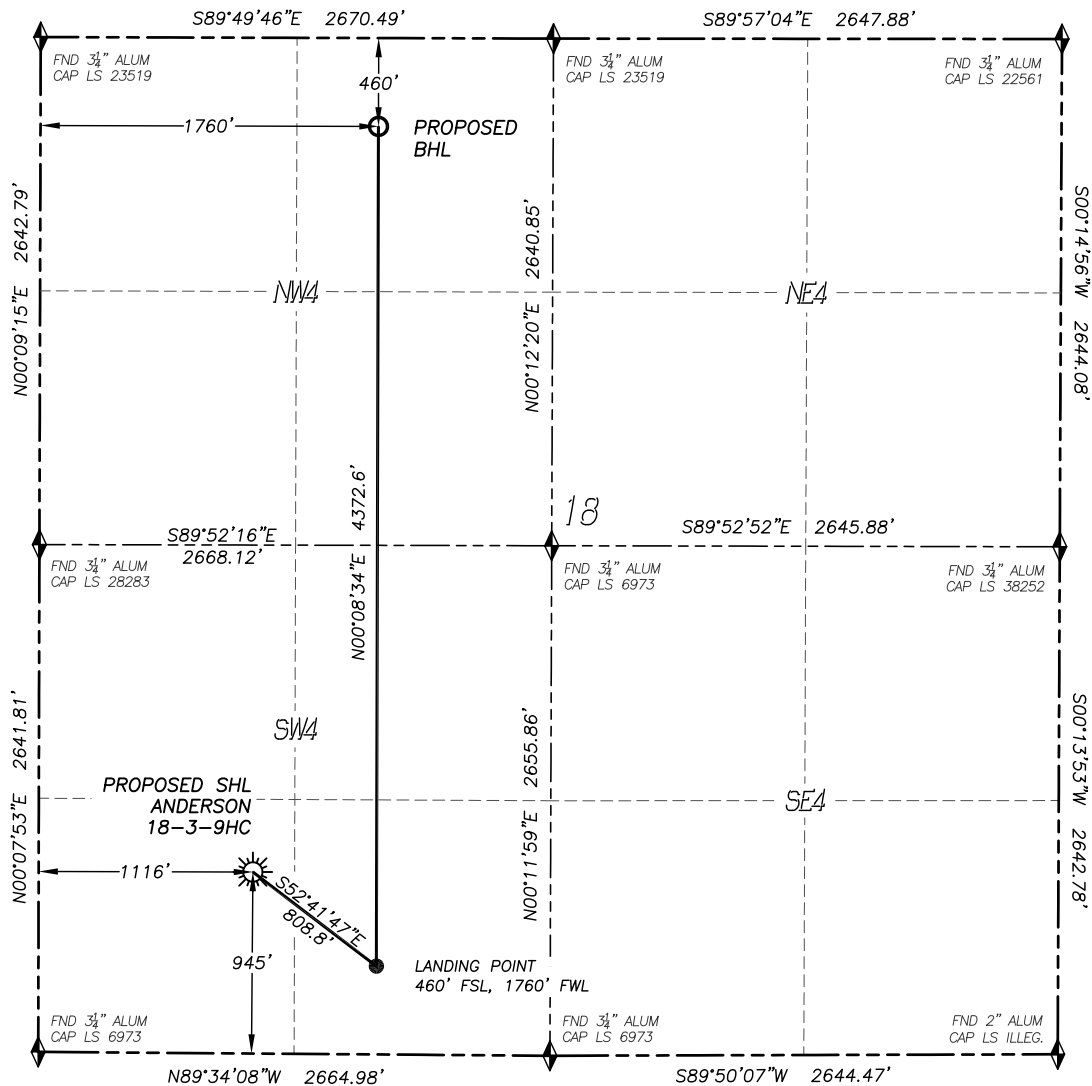 S89°49'46"E 2670.49'
S89°57'04"E 2647.88'
FND 3¼" ALUM
CAP LS 23519
460'
FND 3¼" ALUM
CAP LS 23519
FND 3¼" ALUM
CAP LS 22561
1760'
PROPOSED
BHL
N00°09'15"E 2642.79'
N00°12'20"E 2640.85'
S00°14'56"W 2644.08'
NW4
NE4
N00°08'34"E 4372.6'
18
S89°52'16"E
2668.12'
S89°52'52"E 2645.88'
FND 3¼" ALUM
CAP LS 28283
FND 3¼" ALUM
CAP LS 6973
FND 3¼" ALUM
CAP LS 38252
N00°07'53"E 2641.81'
SW4
N00°11'59"E 2655.86'
S00°13'53"W 2642.78'
PROPOSED SHL
ANDERSON
18-3-9HC
SE4
1116'
S52°41'47"E
808.8'
945'
LANDING POINT
460' FSL, 1760' FWL
FND 3¼" ALUM
CAP LS 6973
FND 3¼" ALUM
CAP LS 6973
FND 2" ALUM
CAP LS ILLEG.
N89°34'08"W 2664.98'
S89°50'07"W 2644.47'